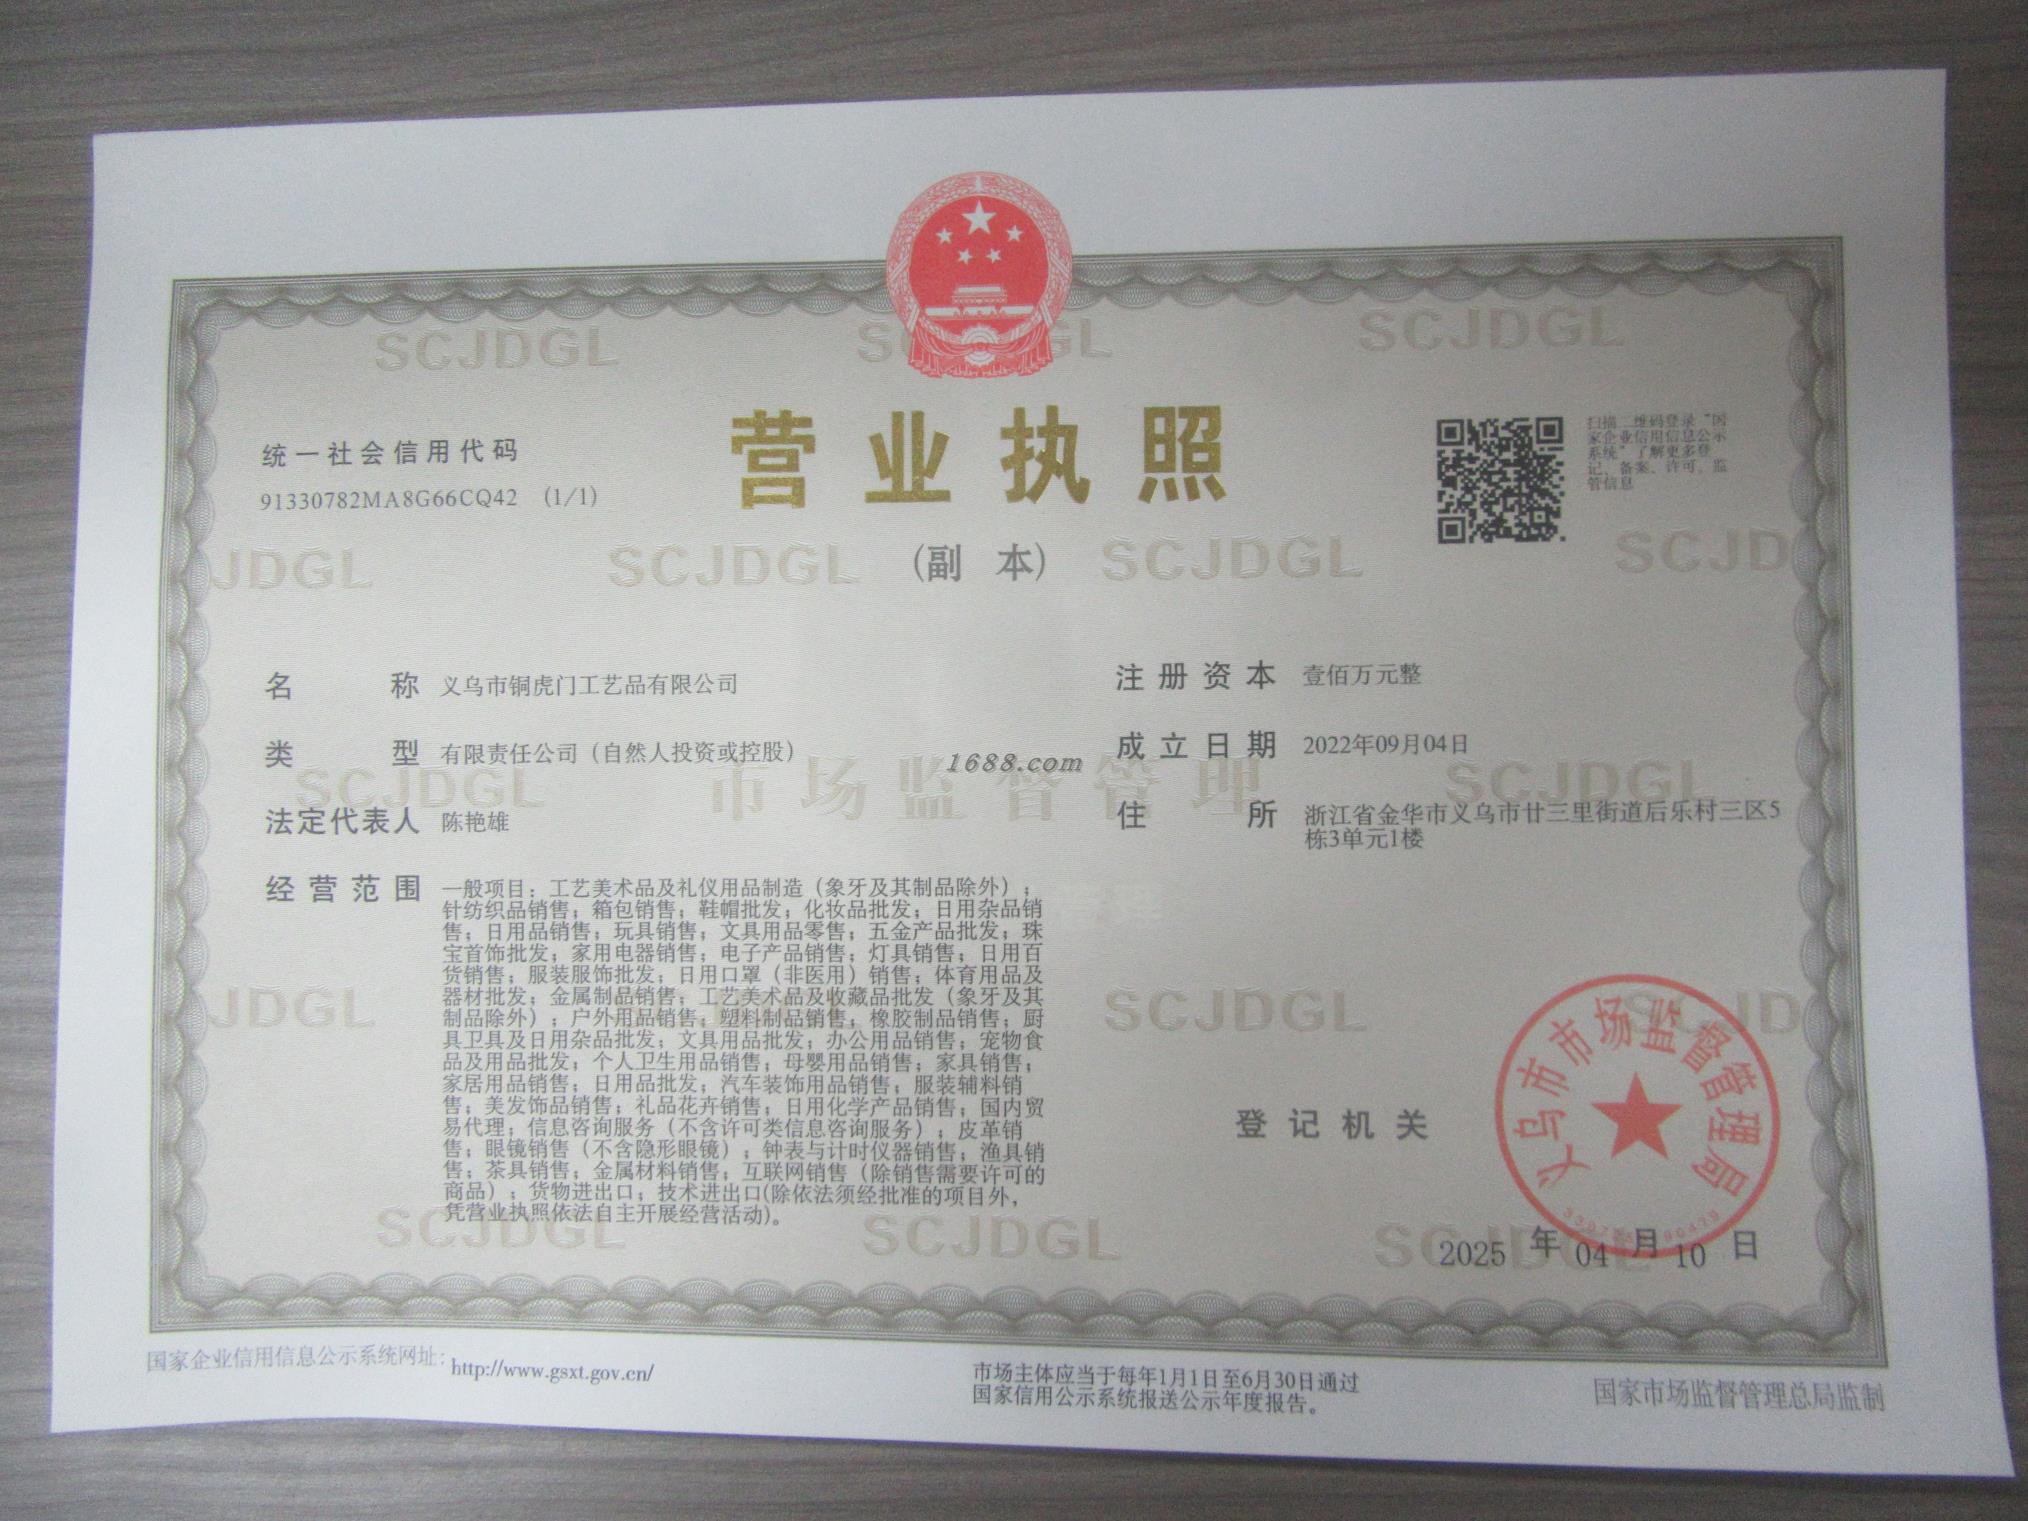 统一社会信用代码
91330782MA8G66CQ42 (1/1)
营业执照
(副 本)
扫描二维码登录“国
家企业信用信息公示
系统”了解更多登
记、备案、许可、监
管信息
名 称 义乌市铜虎门工艺品有限公司
类 型 有限责任公司（自然人投资或控股）
法定代表人 陈艳雄
经营范围 一般项目：工艺美术品及礼仪用品制造（象牙及其制品除外）；
针纺织品销售；箱包销售；鞋帽批发；化妆品批发；日用杂品销
售；日用品销售；玩具销售；文具用品零售；五金产品批发；珠
宝首饰批发；家用电器销售；电子产品销售；灯具销售；日用百
货销售；服装服饰批发；日用口罩（非医用）销售；体育用品及
器材批发；金属制品销售；工艺美术品及收藏品批发（象牙及其
制品除外）；户外用品销售；塑料制品销售；橡胶制品销售；厨
具卫具及日用杂品批发；文具用品批发；办公用品销售；宠物食
品及用品批发；个人卫生用品销售；母婴用品销售；家具销售；
家居用品销售；日用品批发；汽车装饰用品销售；服装辅料销
售；美发饰品销售；礼品花卉销售；日用化学产品销售；国内贸
易代理；信息咨询服务（不含许可类信息咨询服务）；皮革销
售；眼镜销售（不含隐形眼镜）；钟表与计时仪器销售；渔具销
售；茶具销售；金属材料销售；互联网销售（除销售需要许可的
商品）；货物进出口；技术进出口(除依法须经批准的项目外，
凭营业执照依法自主开展经营活动)。
注册资本 壹佰万元整
成立日期 2022年09月04日
住 所 浙江省金华市义乌市廿三里街道后乐村三区5
栋3单元1楼
1688.com
市场监督管理
SCJDGL
登记机关
义乌市市场监督管理局
2025 年 04 月 10 日
国家企业信用信息公示系统网址：http://www.gsxt.gov.cn/
市场主体应当于每年1月1日至6月30日通过
国家信用公示系统报送公示年度报告。
国家市场监督管理总局监制